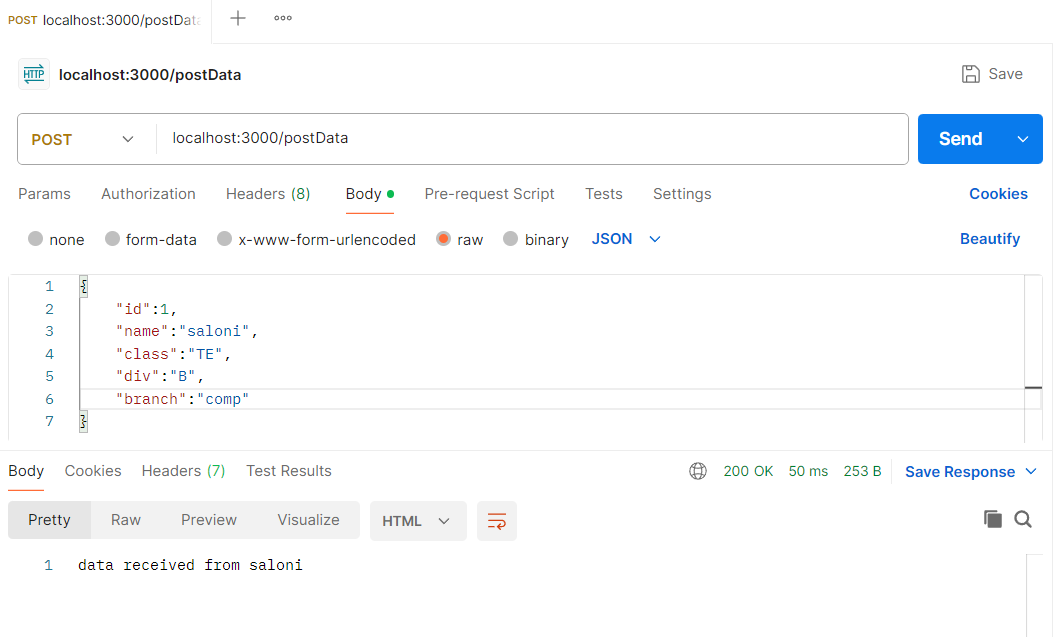 POST localhost:3000/postData
HTTP localhost:3000/postData Save
POST localhost:3000/postData Send
Params Authorization Headers (8) Body Pre-request Script Tests Settings Cookies
none form-data x-www-form-urlencoded raw binary JSON Beautify
1 {
2 "id":1,
3 "name":"saloni",
4 "class":"TE",
5 "div":"B",
6 "branch":"comp"
7 }
Body Cookies Headers (7) Test Results 200 OK 50 ms 253 B Save Response
Pretty Raw Preview Visualize HTML
1 data received from saloni